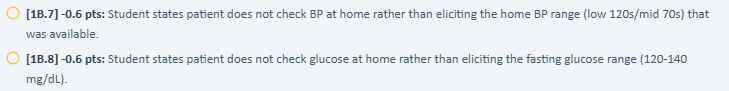 [1B.7] -0.6 pts: Student states patient does not check BP at home rather than eliciting the home BP range (low 120s/mid 70s) that
was available.
[1B.8] -0.6 pts: Student states patient does not check glucose at home rather than eliciting the fasting glucose range (120-140
mg/dL).